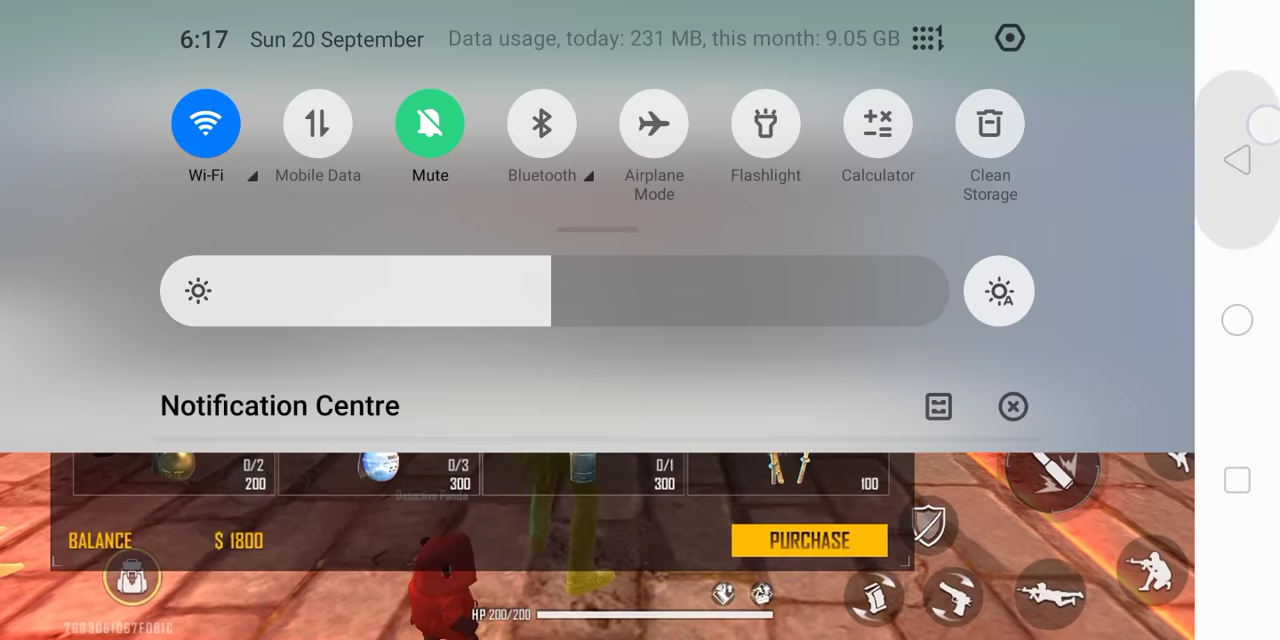 6:17 Sun 20 September Data usage, today: 231 MB, this month: 9.05 GB
Wi-Fi Mobile Data Mute Bluetooth Airplane Mode Flashlight Calculator Clean Storage
A
Notification Centre
0/2 0/3 0/1
200 300 300 100
Detective Panda
BALANCE $ 1800 PURCHASE
HP 200/200